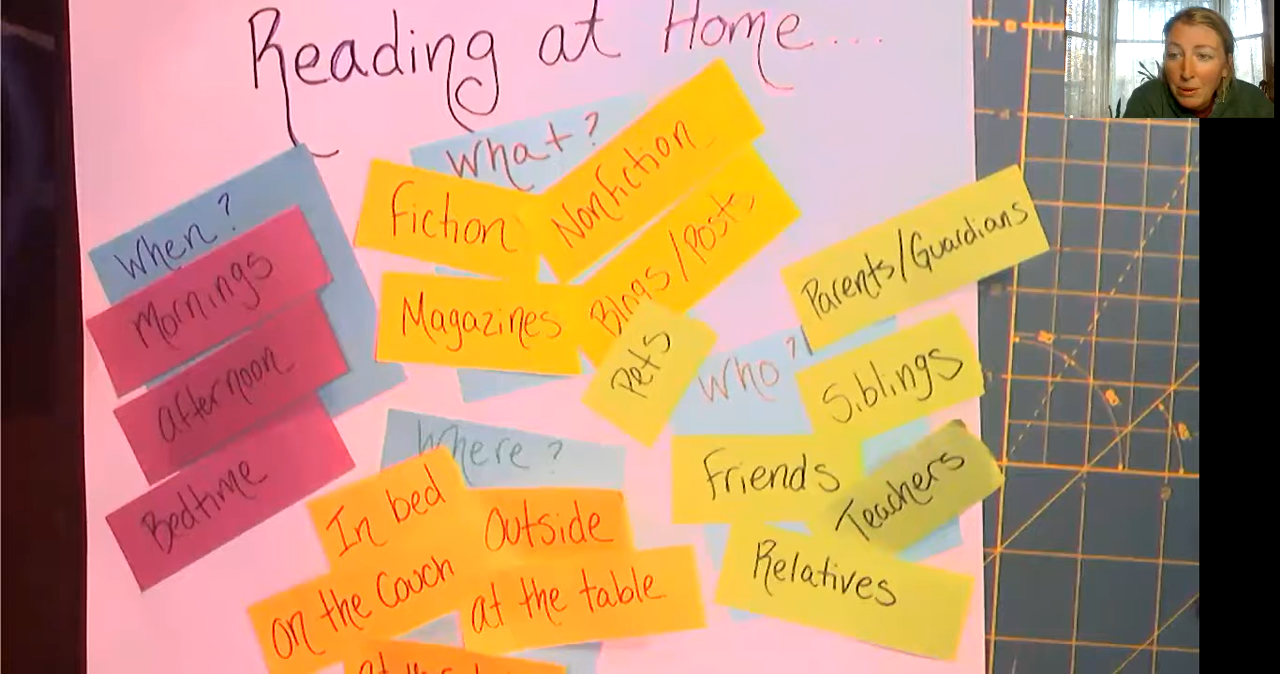 Reading at Home...
When?
Mornings
afternoon
Bedtime
What?
Fiction
Nonfiction
Magazines
Blogs/Posts
Who?
Parents/Guardians
Siblings
Pets
Friends
Teachers
Relatives
Where?
In bed
Outside
on the couch
at the table